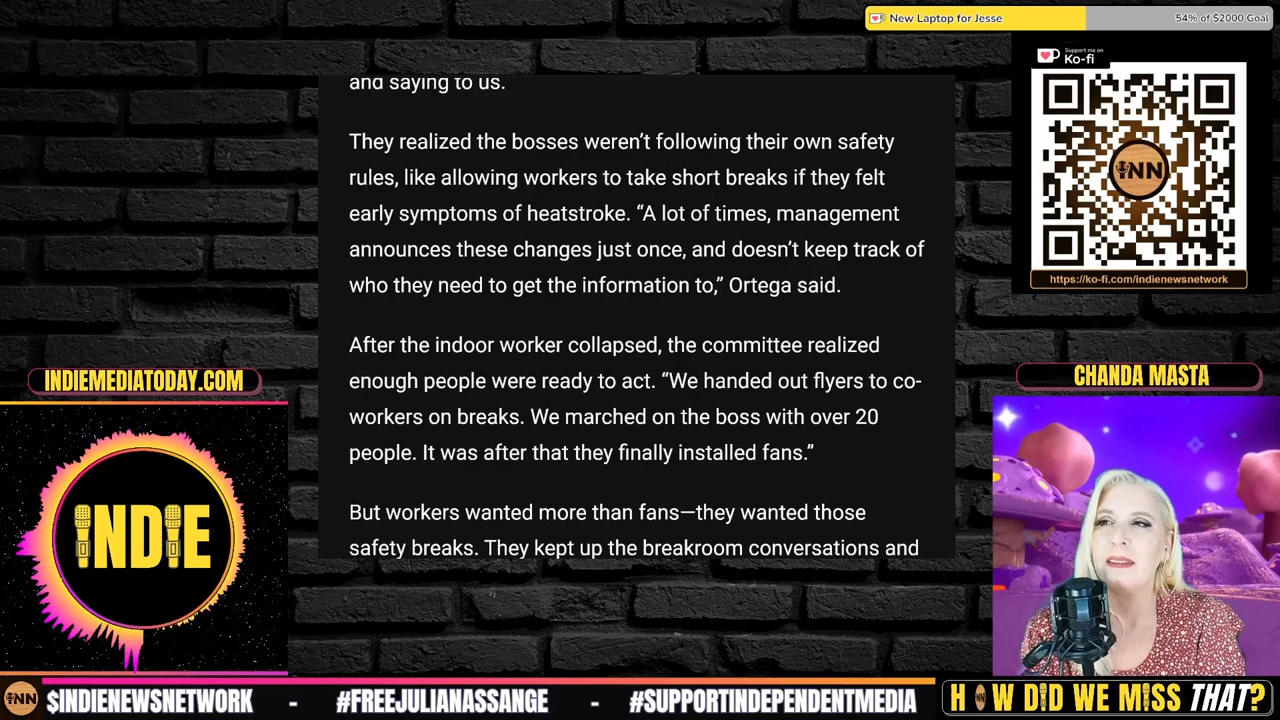 New Laptop for Jesse
54% of $2000 Goal
Support me on
Ko-fi
iNN
https://ko-fi.com/indienewsnetwork
and saying to us.
They realized the bosses weren’t following their own safety
rules, like allowing workers to take short breaks if they felt
early symptoms of heatstroke. “A lot of times, management
announces these changes just once, and doesn’t keep track of
who they need to get the information to,” Ortega said.
After the indoor worker collapsed, the committee realized
enough people were ready to act. “We handed out flyers to co-
workers on breaks. We marched on the boss with over 20
people. It was after that they finally installed fans.”
But workers wanted more than fans—they wanted those
safety breaks. They kept up the breakroom conversations and
INDIEMEDIATODAY.COM
INDIE
CHANDA MASTA
iNN
$INDIENEWSNETWORK - #FREEJULIANASSANGE - #SUPPORTINDEPENDENTMEDIA
HOW DID WE MISS THAT?